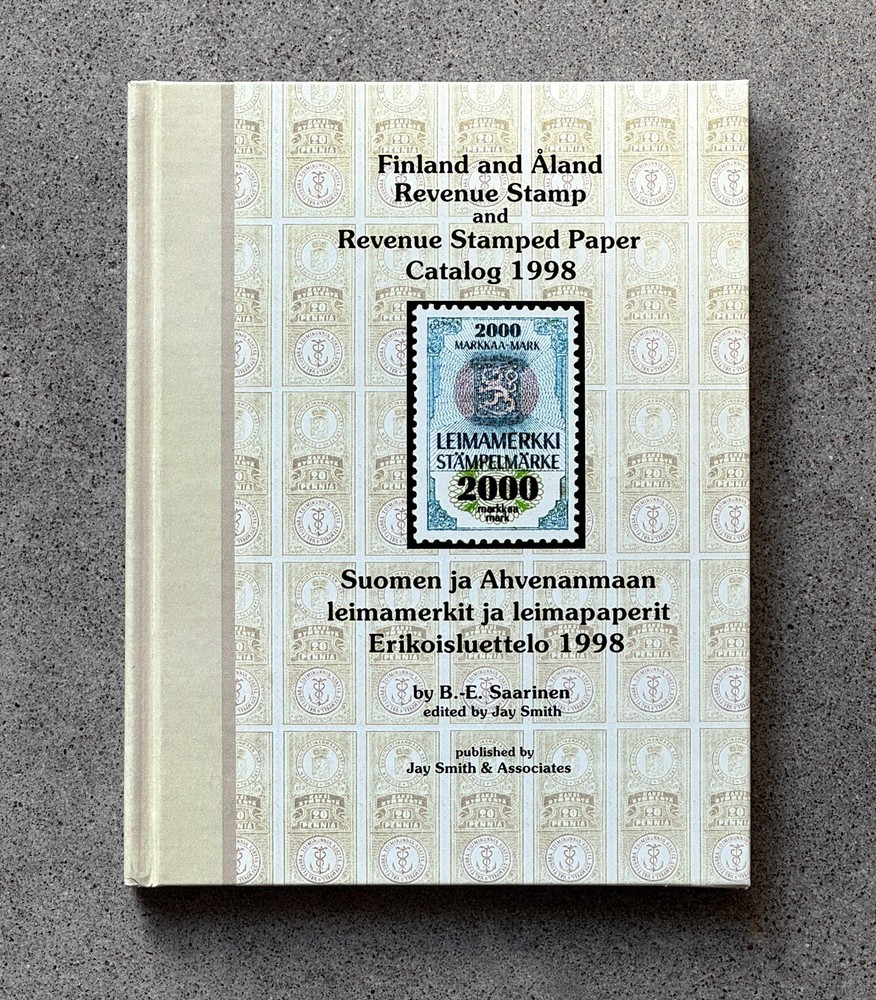 Finland and Åland
Revenue Stamp
and
Revenue Stamped Paper
Catalog 1998
2000
MARKKAA-MARK
LEIMAMERKKI
STÄMPELMÄRKE
2000
markkaa
mark
Suomen ja Ahvenanmaan
leimamerkit ja leimapaperit
Erikoisluettelo 1998
by B.-E. Saarinen
edited by Jay Smith
published by
Jay Smith & Associates